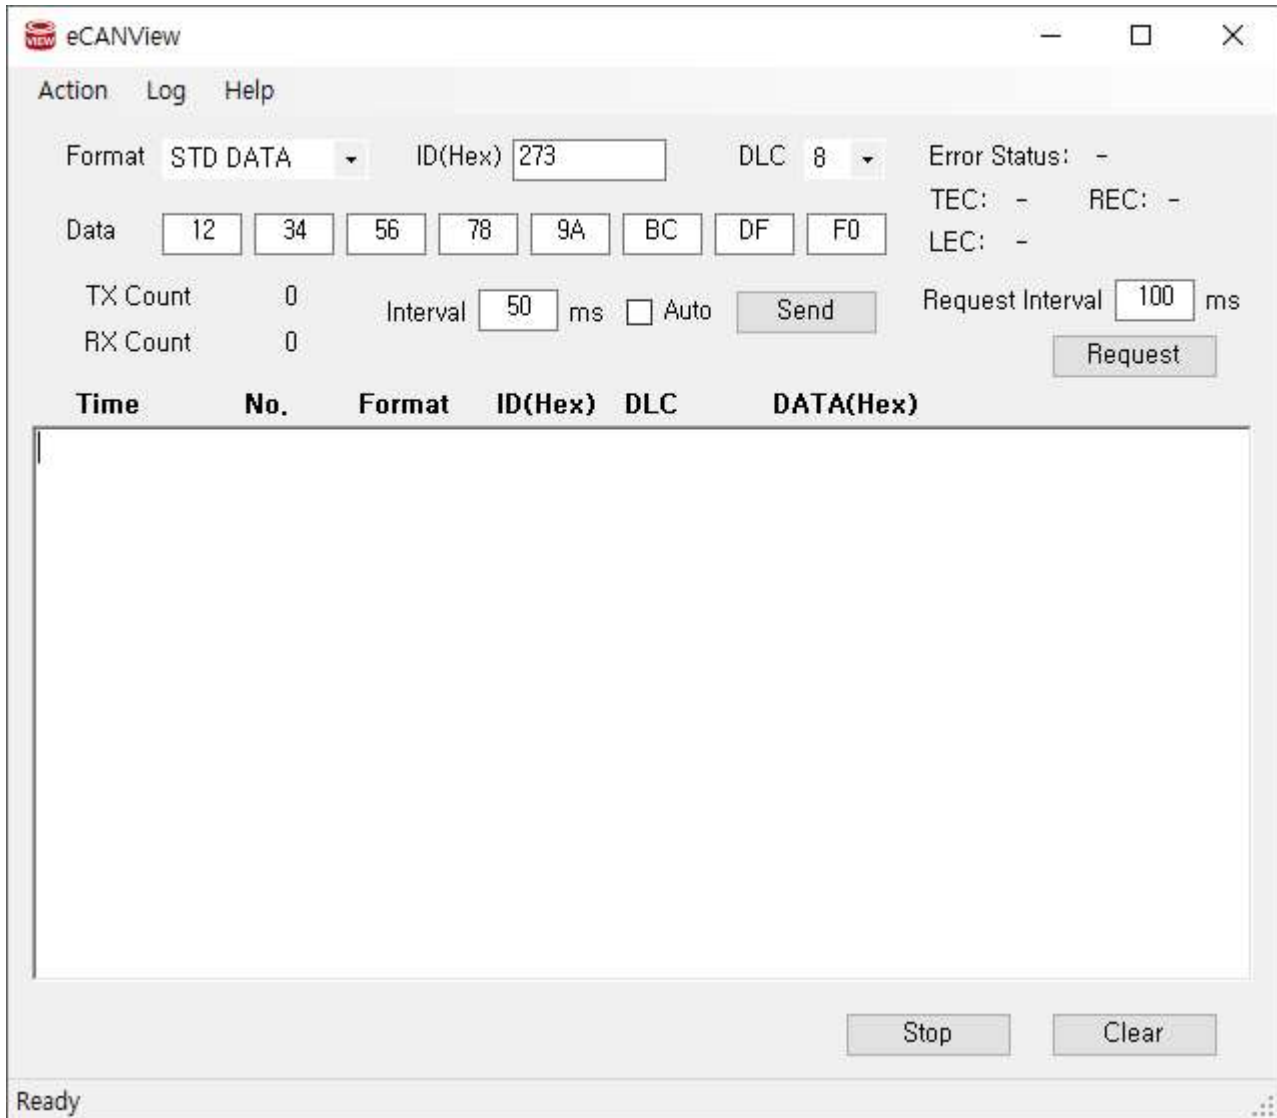 VIEW eCANView
Action Log Help
Format STD DATA ID(Hex) 273 DLC 8 Error Status: -
TEC: - REC: -
Data 12 34 56 78 9A BC DF F0
LEC: -
TX Count 0 Interval 50 ms Auto Send Request Interval 100 ms
RX Count 0
Request
Time No. Format ID(Hex) DLC DATA(Hex)
Stop Clear
Ready